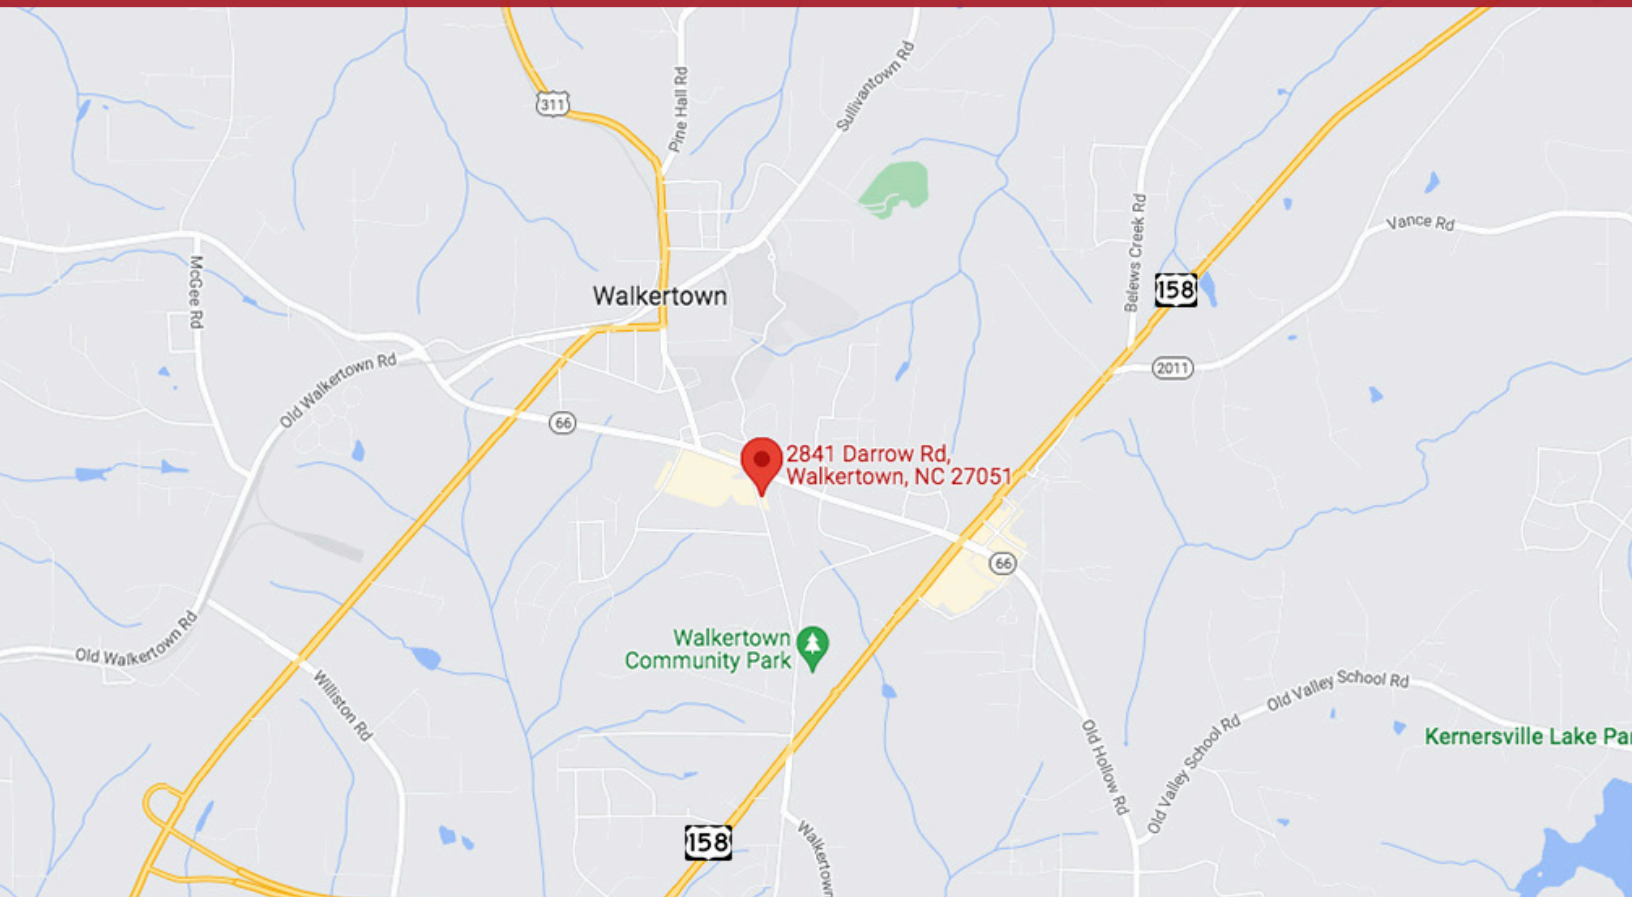 311
Pine Hall Rd
Sullivantown Rd
McGee Rd
Belews Creek Rd
Vance Rd
158
Walkertown
2011
Old Walkertown Rd
66
2841 Darrow Rd,
Walkertown, NC 27051
66
Old Walkertown Rd
Walkertown
Community Park
Williston Rd
Old Valley School Rd
Old Valley School Rd
Old Hollow Rd
Kernersville Lake Par
158
Walkertown